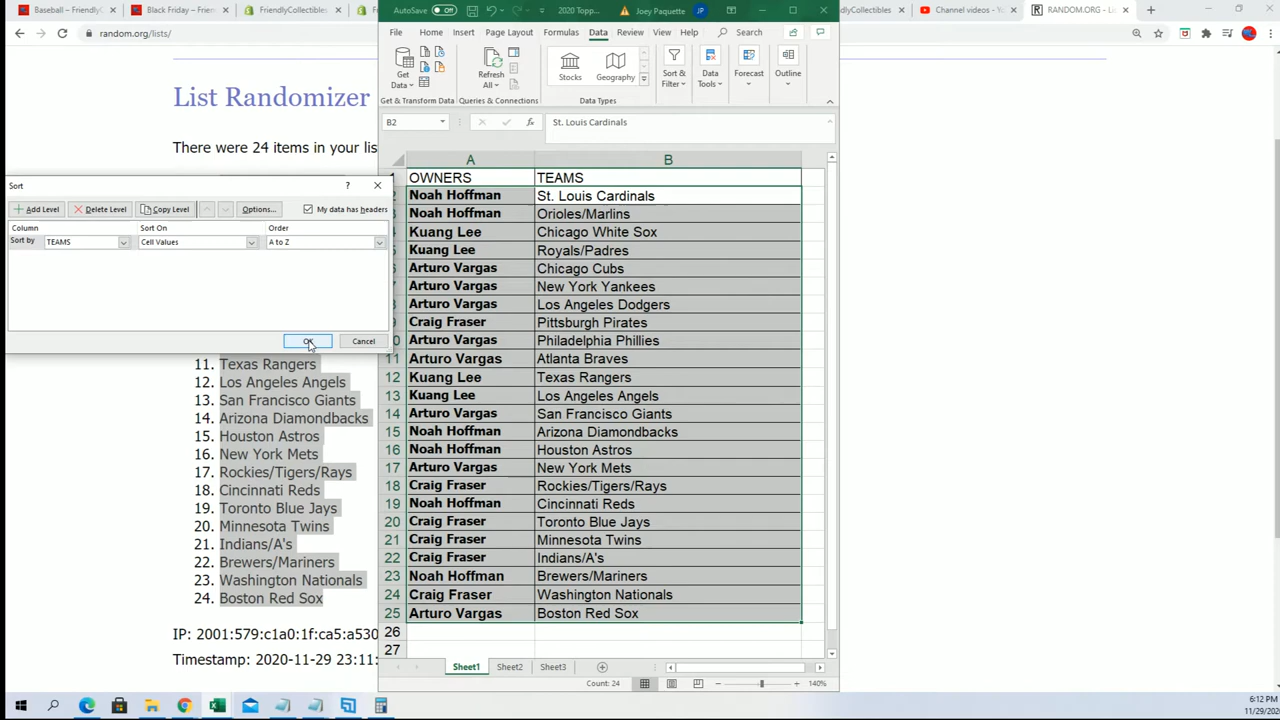 Baseball – FriendlyC
Black Friday – Friend
FriendlyCollectibles
F
AutoSave
Off
2020 Topp...
Joey Paquette
JP
endlyCollectibles
Channel videos - You
RANDOM.ORG - Lis
random.org/lists/
File
Home
Insert
Page Layout
Formulas
Data
Review
View
Help
Search
Get
Data
Refresh
All
Stocks
Geography
Sort &
Filter
Data
Tools
Forecast
Outline
Get & Transform Data
Queries & Connections
Data Types
List Randomizer
There were 24 items in your lis
B2
fx
St. Louis Cardinals
Sort
?
Add Level
Delete Level
Copy Level
Options...
My data has headers
Column
Sort On
Order
Sort by
TEAMS
Cell Values
A to Z
OK
Cancel
A
B
1 OWNERS TEAMS
2 Noah Hoffman St. Louis Cardinals
3 Noah Hoffman Orioles/Marlins
4 Kuang Lee Chicago White Sox
5 Kuang Lee Royals/Padres
6 Arturo Vargas Chicago Cubs
7 Arturo Vargas New York Yankees
8 Arturo Vargas Los Angeles Dodgers
9 Craig Fraser Pittsburgh Pirates
10 Arturo Vargas Philadelphia Phillies
11 Arturo Vargas Atlanta Braves
12 Kuang Lee Texas Rangers
13 Kuang Lee Los Angeles Angels
14 Arturo Vargas San Francisco Giants
15 Noah Hoffman Arizona Diamondbacks
16 Noah Hoffman Houston Astros
17 Arturo Vargas New York Mets
18 Craig Fraser Rockies/Tigers/Rays
19 Noah Hoffman Cincinnati Reds
20 Craig Fraser Toronto Blue Jays
21 Craig Fraser Minnesota Twins
22 Craig Fraser Indians/A's
23 Noah Hoffman Brewers/Mariners
24 Craig Fraser Washington Nationals
25 Arturo Vargas Boston Red Sox
26
27
11. Texas Rangers
12. Los Angeles Angels
13. San Francisco Giants
14. Arizona Diamondbacks
15. Houston Astros
16. New York Mets
17. Rockies/Tigers/Rays
18. Cincinnati Reds
19. Toronto Blue Jays
20. Minnesota Twins
21. Indians/A's
22. Brewers/Mariners
23. Washington Nationals
24. Boston Red Sox
IP: 2001:579:c1a0:1f:ca5:a530
Timestamp: 2020-11-29 23:11:
Sheet1
Sheet2
Sheet3
Count: 24
140%
6:12 PM
11/29/20